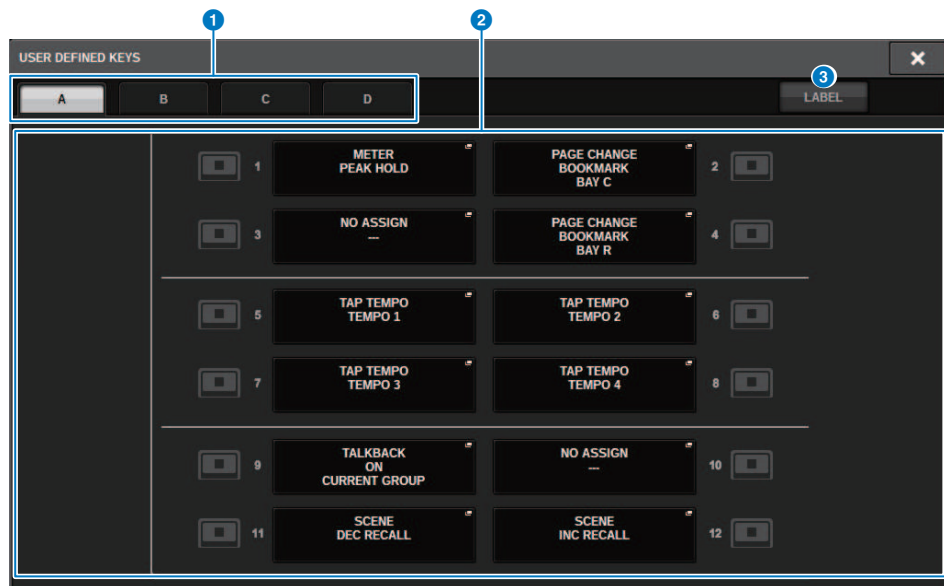 1
2
USER DEFINED KEYS
×
A
B
C
D
3
LABEL
1
METER
PEAK HOLD
PAGE CHANGE
BOOKMARK
BAY C
2
3
NO ASSIGN
---
PAGE CHANGE
BOOKMARK
BAY R
4
5
TAP TEMPO
TEMPO 1
TAP TEMPO
TEMPO 2
6
7
TAP TEMPO
TEMPO 3
TAP TEMPO
TEMPO 4
8
9
TALKBACK
ON
CURRENT GROUP
NO ASSIGN
---
10
11
SCENE
DEC RECALL
SCENE
INC RECALL
12